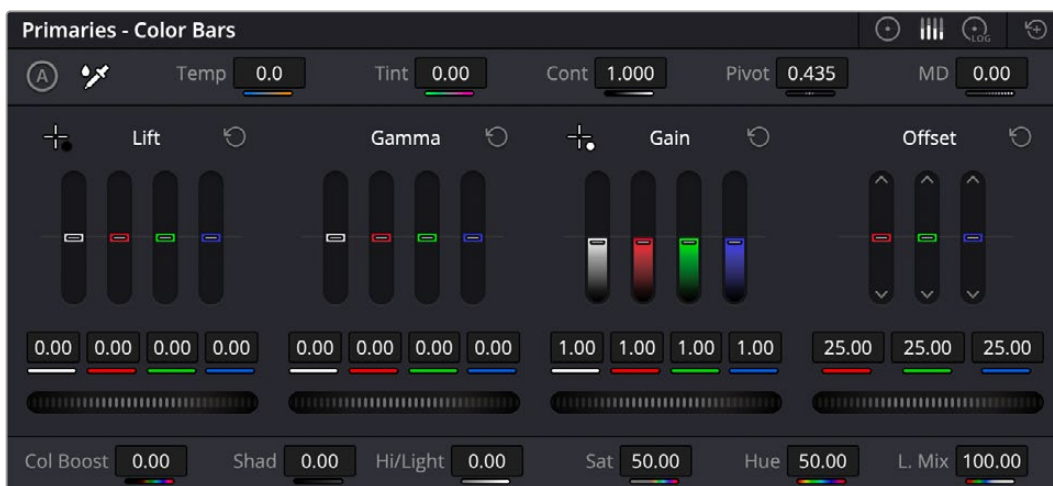 Primaries - Color Bars
LOG
A Temp 0.0 Tint 0.00 Cont 1.000 Pivot 0.435 MD 0.00
Lift Gamma Gain Offset
0.00 0.00 0.00 0.00 0.00 0.00 0.00 0.00 1.00 1.00 1.00 1.00 25.00 25.00 25.00
Col Boost 0.00 Shad 0.00 Hi/Light 0.00 Sat 50.00 Hue 50.00 L. Mix 100.00